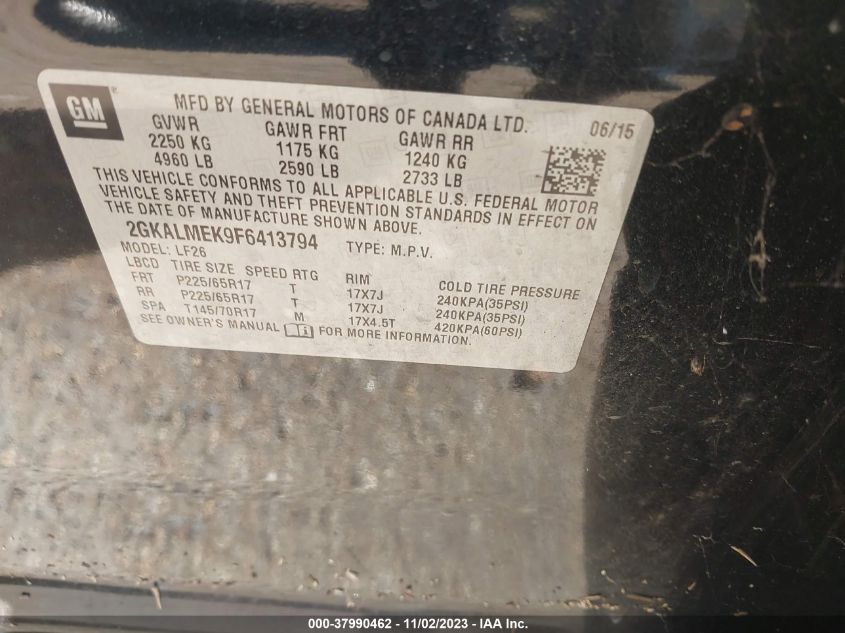 GM
MFD BY GENERAL MOTORS OF CANADA LTD. 06/15
GVWR GAWR FRT GAWR RR
2250 KG 1175 KG 1240 KG
4960 LB 2590 LB 2733 LB
THIS VEHICLE CONFORMS TO ALL APPLICABLE U.S. FEDERAL MOTOR
VEHICLE SAFETY AND THEFT PREVENTION STANDARDS IN EFFECT ON
THE DATE OF MANUFACTURE SHOWN ABOVE.
2GKALMEK9F6413794 TYPE: M.P.V.
MODEL: LF26
LBCD TIRE SIZE SPEED RTG RIM COLD TIRE PRESSURE
FRT P225/65R17 T 17X7J 240KPA(35PSI)
RR P225/65R17 T 17X7J 240KPA(35PSI)
SPA T145/70R17 M 17X4.5T 420KPA(60PSI)
SEE OWNER'S MANUAL FOR MORE INFORMATION.
000-37990462 - 11/02/2023 - IAA Inc.